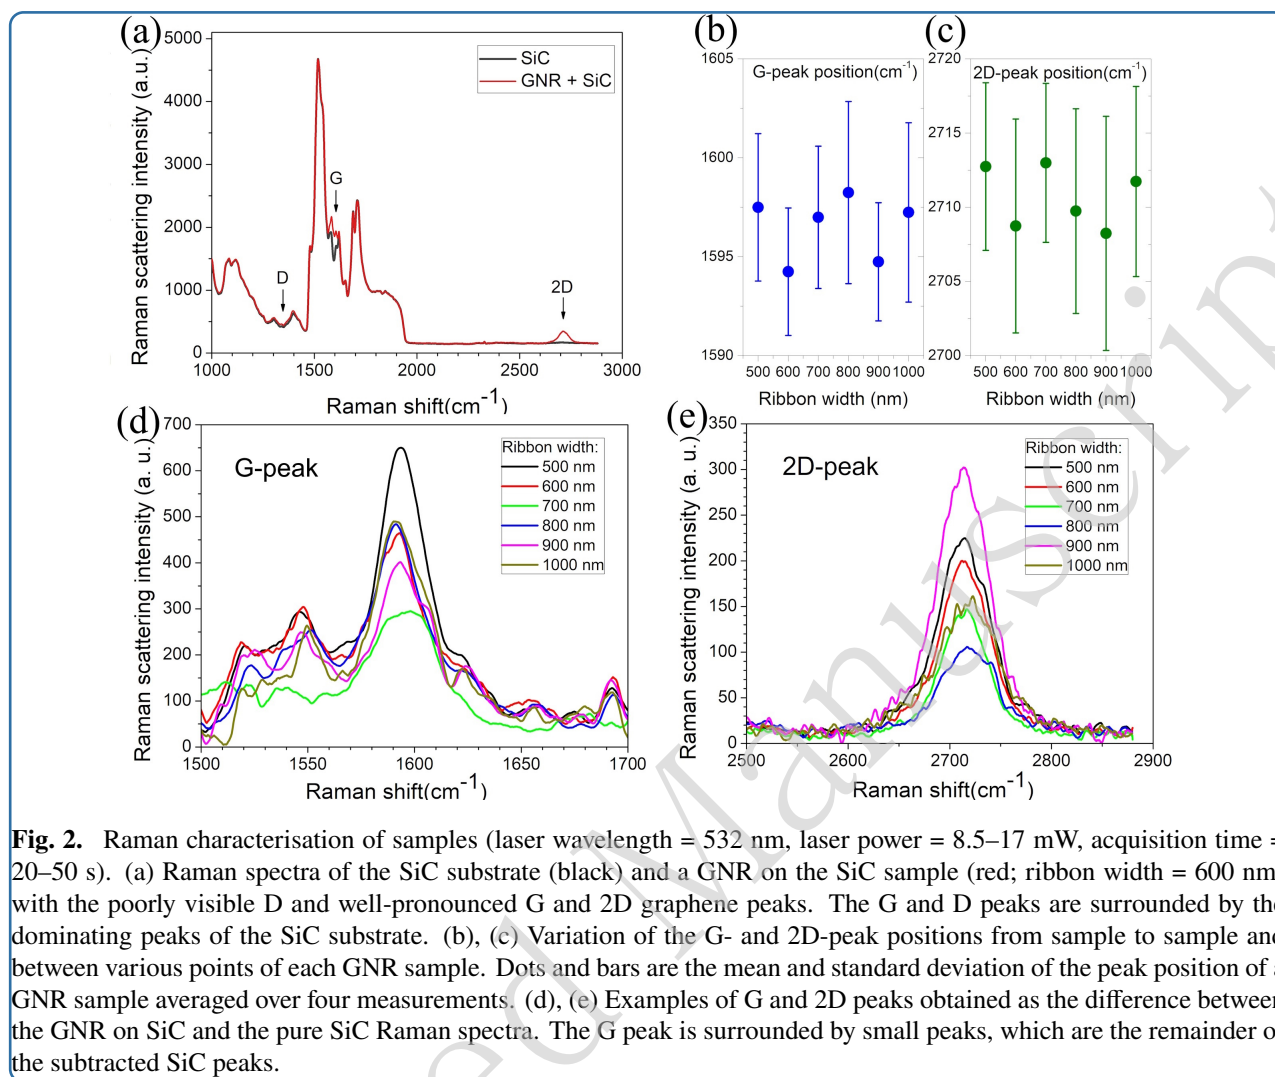 (a)
5000
4000
3000
2000
1000
0
1000
1500
2000
2500
3000
Raman scattering intensity (a.u.)
Raman shift(cm-1)
SiC
GNR + SiC
D
G
2D
(b)
G-peak position(cm-1)
1605
1600
1595
1590
500 600 700 800 900 1000
Ribbon width (nm)
(c)
2D-peak position(cm-1)
2720
2715
2710
2705
2700
500 600 700 800 900 1000
Ribbon width (nm)
(d)
G-peak
700
600
500
400
300
200
100
0
1500
1550
1600
1650
1700
Raman scattering intensity (a. u.)
Raman shift(cm-1)
Ribbon width:
500 nm
600 nm
700 nm
800 nm
900 nm
1000 nm
(e)
2D-peak
350
300
250
200
150
100
50
0
2500
2600
2700
2800
2900
Raman scattering intensity (a. u.)
Raman shift(cm-1)
Ribbon width:
500 nm
600 nm
700 nm
800 nm
900 nm
1000 nm
Fig. 2. Raman characterisation of samples (laser wavelength = 532 nm, laser power = 8.5–17 mW, acquisition time =
20–50 s). (a) Raman spectra of the SiC substrate (black) and a GNR on the SiC sample (red; ribbon width = 600 nm
with the poorly visible D and well-pronounced G and 2D graphene peaks. The G and D peaks are surrounded by the
dominating peaks of the SiC substrate. (b), (c) Variation of the G- and 2D-peak positions from sample to sample and
between various points of each GNR sample. Dots and bars are the mean and standard deviation of the peak position of
GNR sample averaged over four measurements. (d), (e) Examples of G and 2D peaks obtained as the difference between
the GNR on SiC and the pure SiC Raman spectra. The G peak is surrounded by small peaks, which are the remainder
the subtracted SiC peaks.
d Manuscript